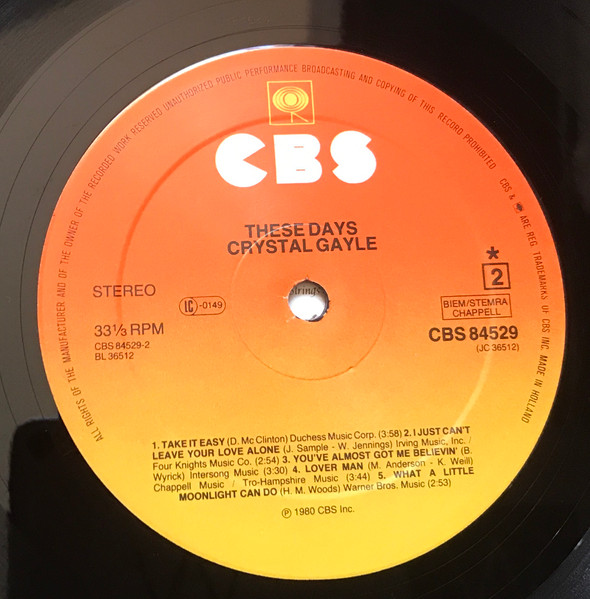 ALL RIGHTS OF THE MANUFACTURER AND OF THE OWNER OF THE RECORDED WORK RESERVED UNAUTHORIZED PUBLIC PERFORMANCE BROADCASTING AND COPYING OF THIS RECORD PROHIBITED CBS & ARE REG. TRADEMARKS OF CBS INC. MADE IN HOLLAND
CBS
THESE DAYS
CRYSTAL GAYLE
*
2
STEREO
IC -0149
strings
BIEM/STEMRA
CHAPPELL
33 1/3 RPM
CBS 84529
CBS 84529-2
(JC 36512)
BL 36512
1. TAKE IT EASY (D. Mc Clinton) Duchess Music Corp. (3:58) 2. I JUST CAN'T
LEAVE YOUR LOVE ALONE (J. Sample - W. Jennings) Irving Music, Inc. /
Four Knights Music Co. (2:54) 3. YOU'VE ALMOST GOT ME BELIEVIN' (B.
Wyrick) Intersong Music (3:30) 4. LOVER MAN (M. Anderson - K. Weill)
Chappell Music / Tro-Hampshire Music (3:44) 5. WHAT A LITTLE
MOONLIGHT CAN DO (H. M. Woods) Warner Bros. Music (2:53)
℗ 1980 CBS Inc.